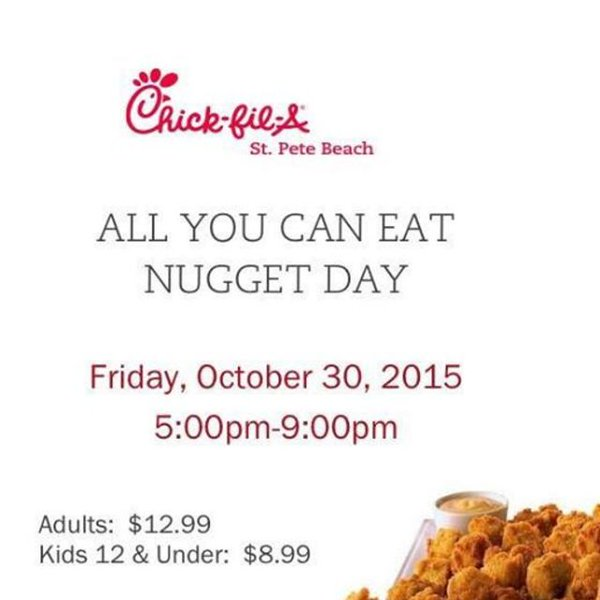 Chick-fil-A
St. Pete Beach
ALL YOU CAN EAT
NUGGET DAY
Friday, October 30, 2015
5:00pm-9:00pm
Adults: $12.99
Kids 12 & Under: $8.99